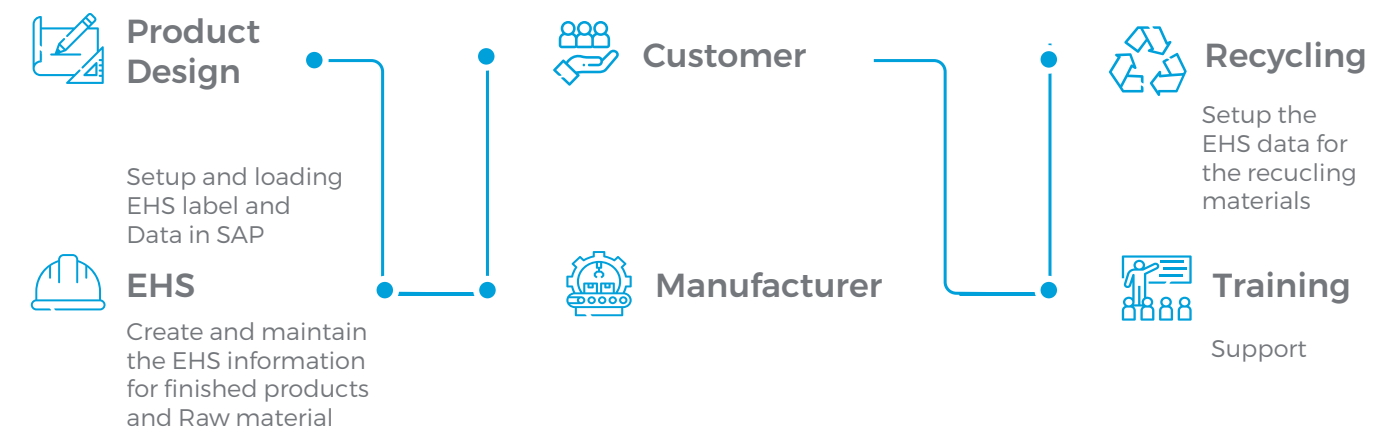 Product
Design
Setup and loading
EHS label and
Data in SAP
EHS
Create and maintain
the EHS information
for finished products
and Raw material
Customer
Manufacturer
Recycling
Setup the
EHS data for
the recucling
materials
Training
Support